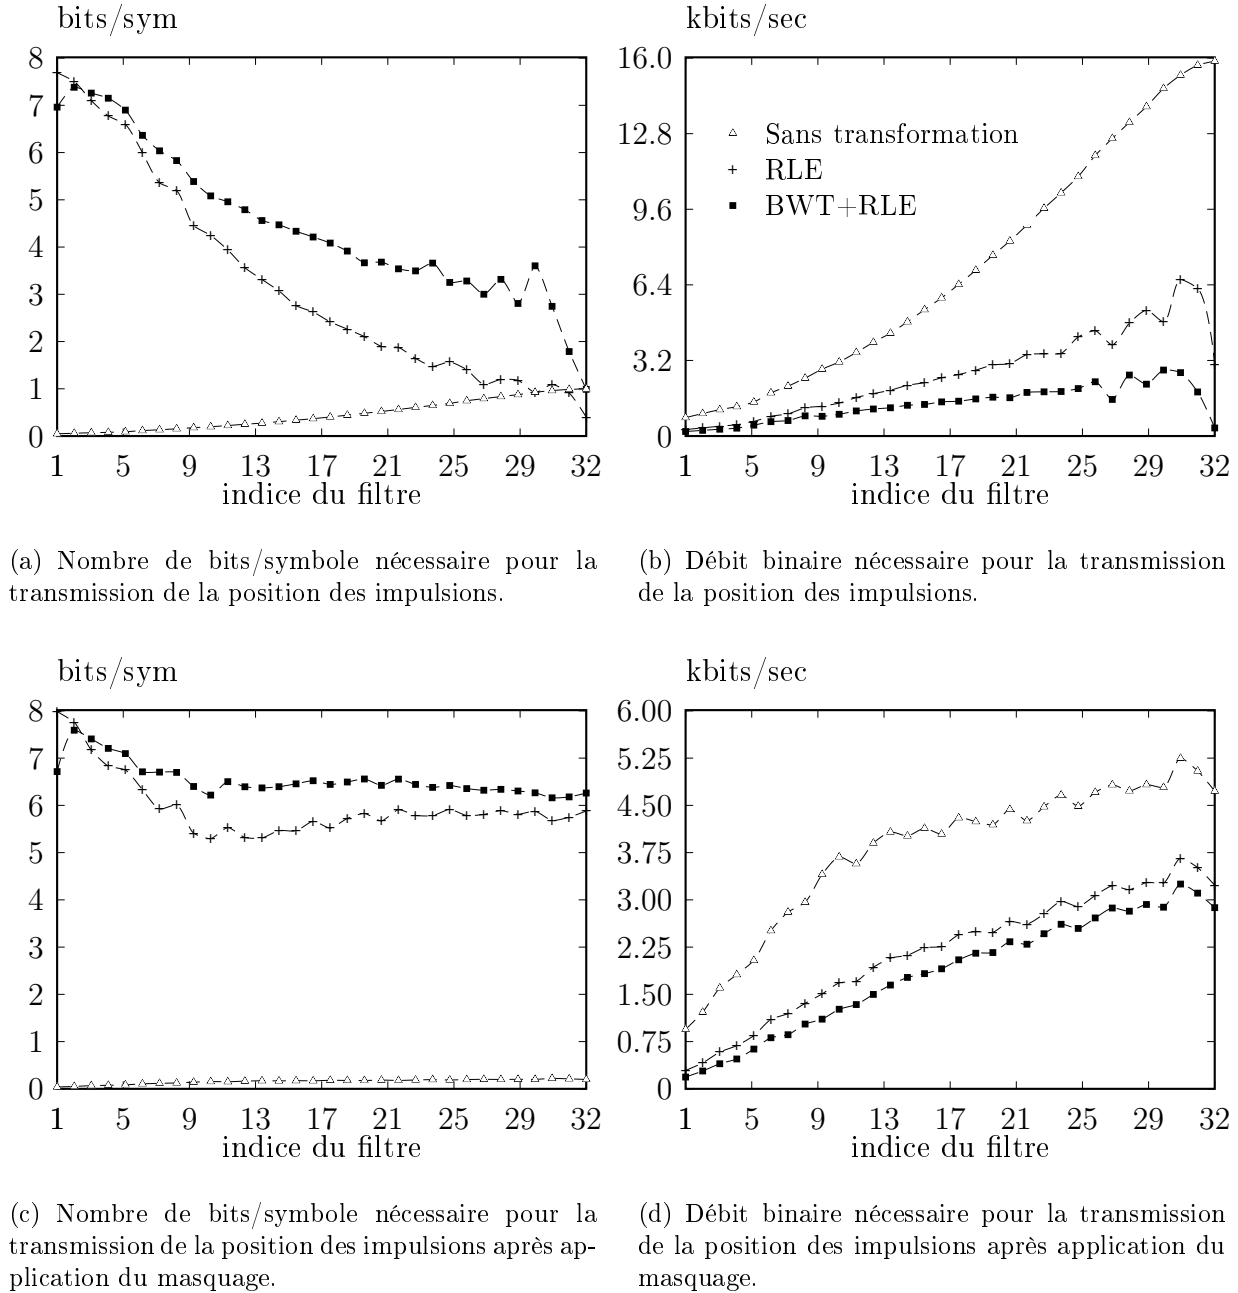 bits/sym
8
7
6
5
4
3
2
1
0
1 5 9 13 17 21 25 29 32
indice du filtre
kbits/sec
16.0
12.8
9.6
6.4
3.2
0
Sans transformation
RLE
BWT+RLE
1 5 9 13 17 21 25 29 32
indice du filtre
(a) Nombre de bits/symbole nécessaire pour la
transmission de la position des impulsions.
(b) Débit binaire nécessaire pour la transmission
de la position des impulsions.
bits/sym
8
7
6
5
4
3
2
1
0
1 5 9 13 17 21 25 29 32
indice du filtre
kbits/sec
6.00
5.25
4.50
3.75
3.00
2.25
1.50
0.75
0
1 5 9 13 17 21 25 29 32
indice du filtre
(c) Nombre de bits/symbole nécessaire pour la
transmission de la position des impulsions après ap-
plication du masquage.
(d) Débit binaire nécessaire pour la transmission
de la position des impulsions après application du
masquage.